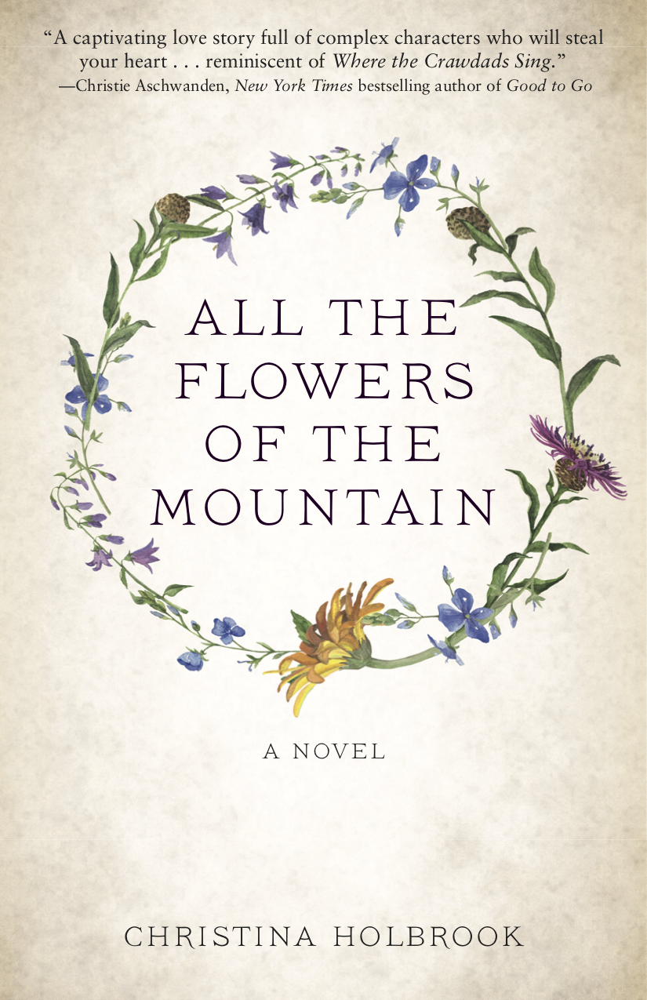 “A captivating love story full of complex characters who will steal
your heart . . . reminiscent of Where the Crawdads Sing.”
—Christie Aschwanden, New York Times bestselling author of Good to Go
ALL THE
FLOWERS
OF THE
MOUNTAIN
A NOVEL
CHRISTINA HOLBROOK